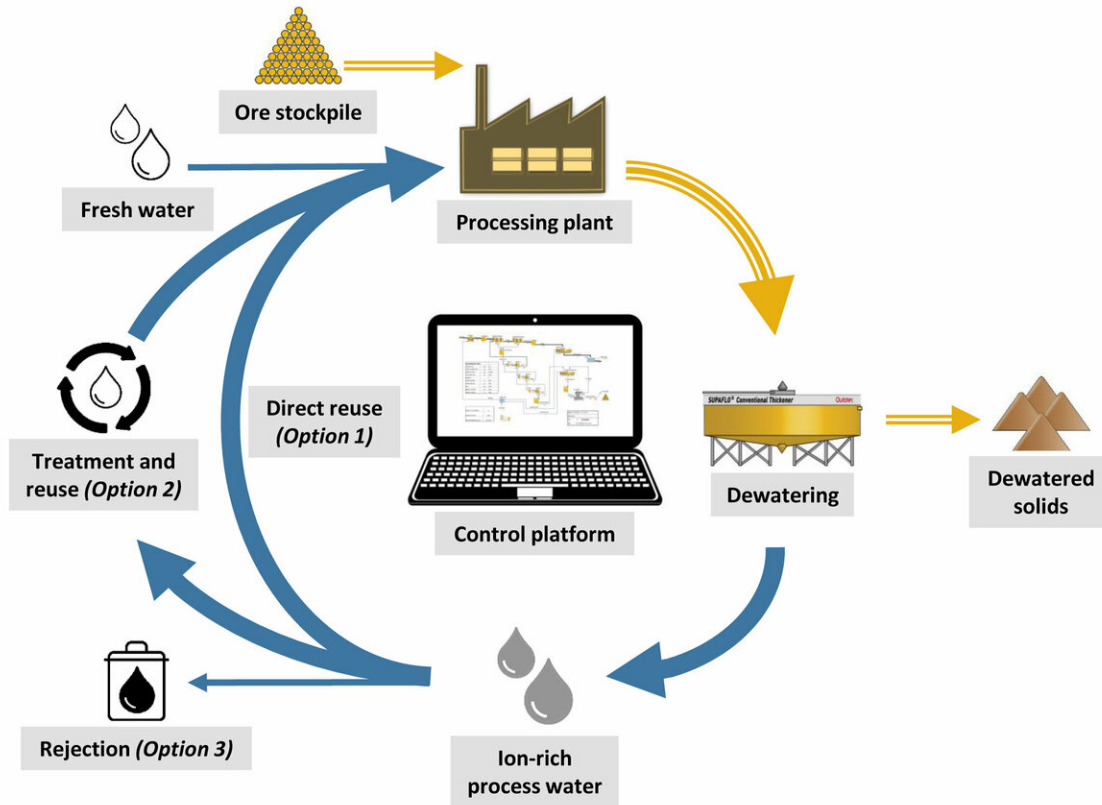 Ore stockpile
Fresh water
Processing plant
Direct reuse
(Option 1)
Treatment and
reuse (Option 2)
SUPAFLO® Conventional Thickener
Outotec
Dewatering
Dewatered
solids
Control platform
Rejection (Option 3)
Ion-rich
process water